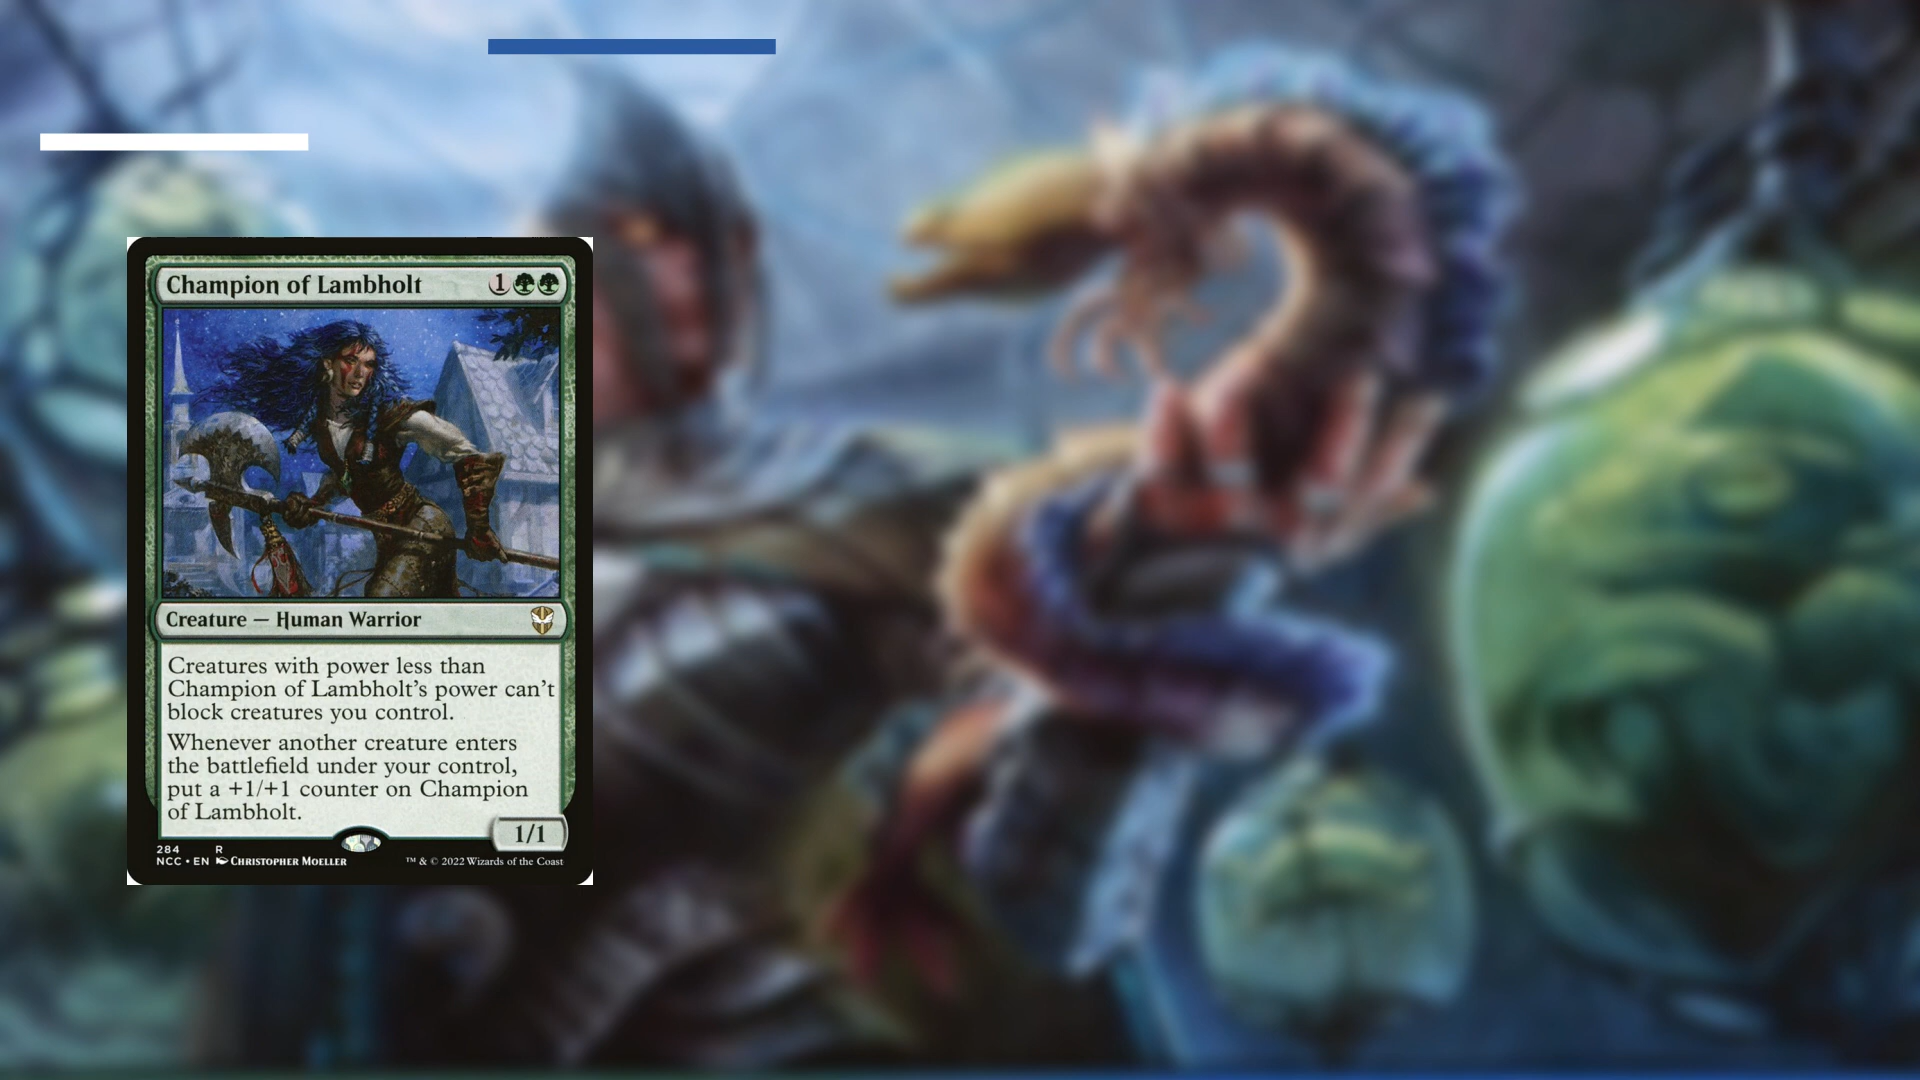 Champion of Lambholt 1
Creature — Human Warrior
Creatures with power less than
Champion of Lambholt's power can't
block creatures you control.
Whenever another creature enters
the battlefield under your control,
put a +1/+1 counter on Champion
of Lambholt.
1/1
284 R
NCC • EN Christopher Moeller ™ & © 2022 Wizards of the Coast